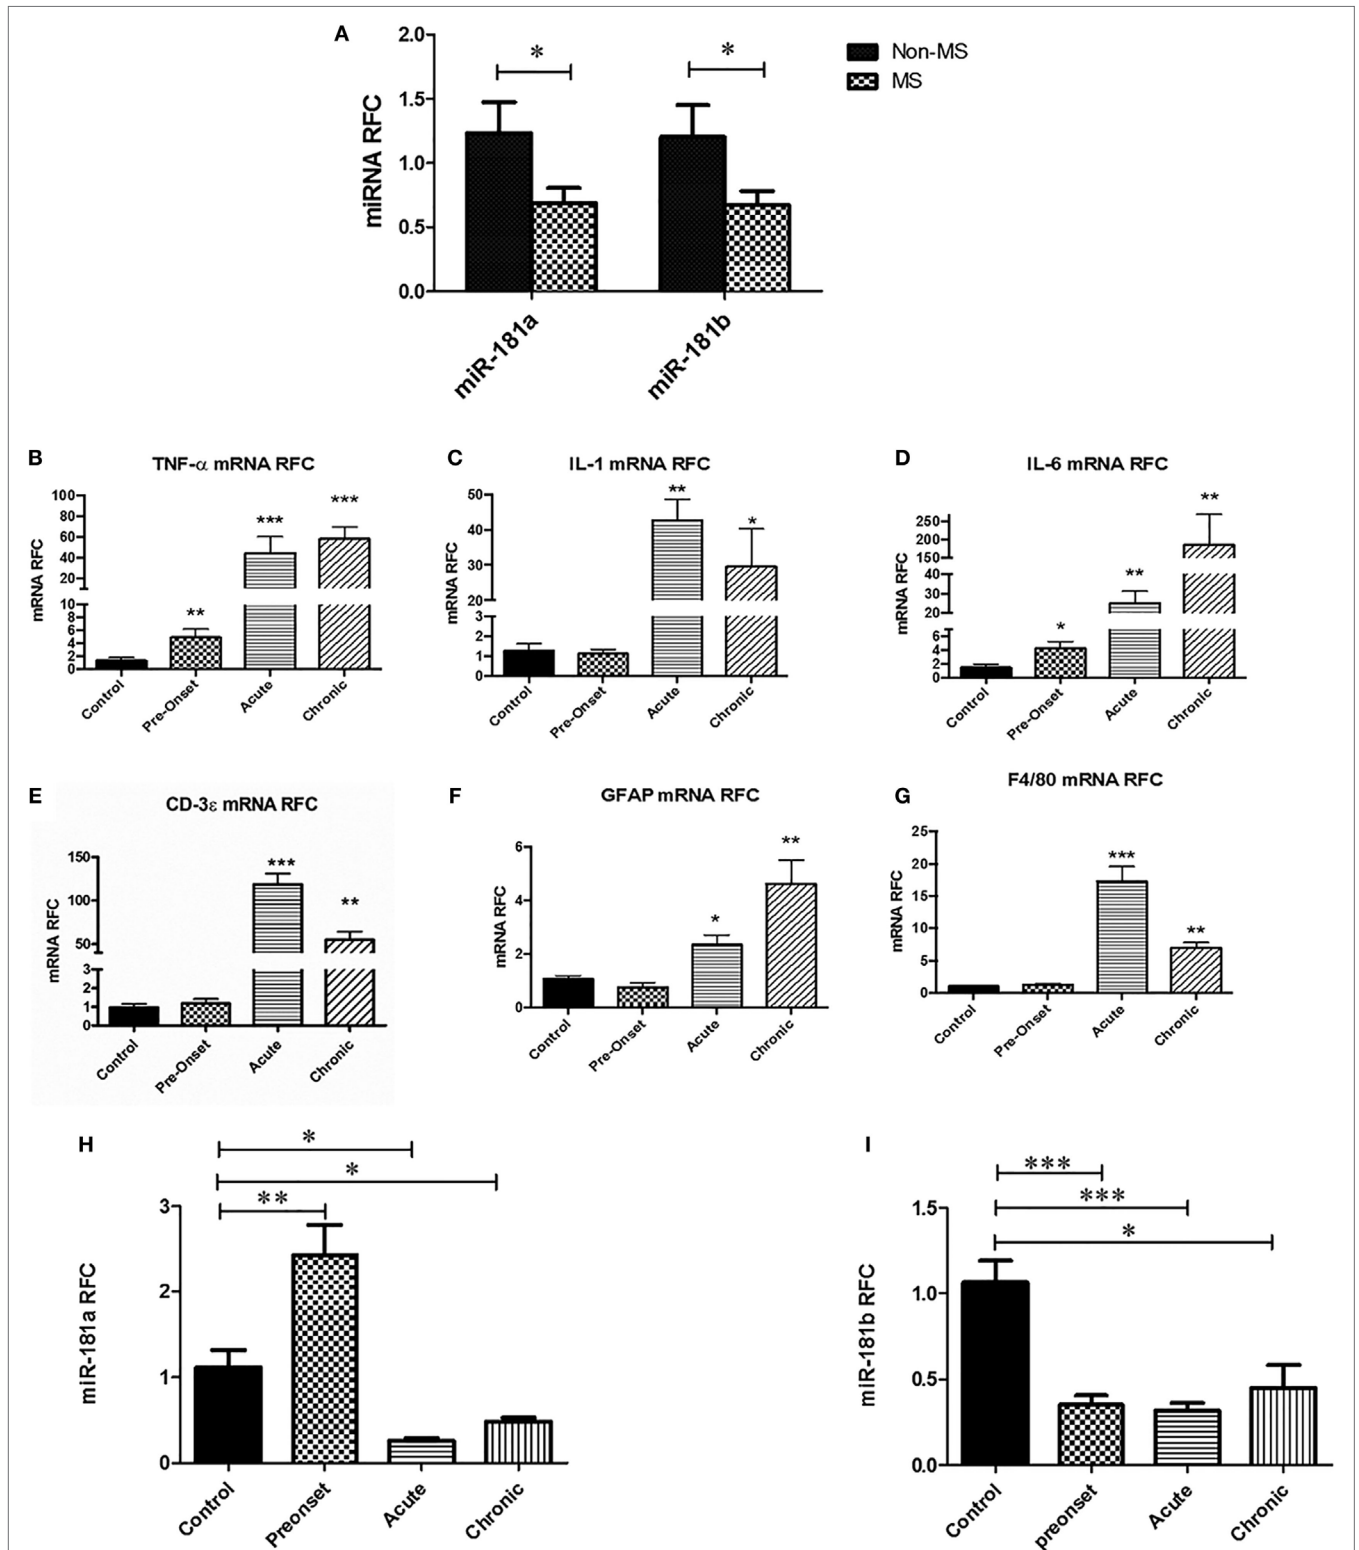 A
2.0
1.5
1.0
0.5
0.0
miRNA RFC
*
*
Non-MS
MS
miR-181a
miR-181b
B
TNF-α mRNA RFC
mRNA RFC
100
80
60
40
20
10
8
6
4
2
0
**
***
***
Control
Pre-Onset
Acute
Chronic
C
IL-1 mRNA RFC
mRNA RFC
50
40
30
20
3
2
1
0
**
*
Control
Pre-Onset
Acute
Chronic
D
IL-6 mRNA RFC
mRNA RFC
250
200
150
40
30
20
6
4
2
0
*
**
**
Control
Pre-Onset
Acute
Chronic
E
CD-3ε mRNA RFC
mRNA RFC
150
100
50
3
2
1
0
***
**
Control
Pre-Onset
Acute
Chronic
F
GFAP mRNA RFC
mRNA RFC
6
4
2
0
*
**
Control
Pre-Onset
Acute
Chronic
G
F4/80 mRNA RFC
mRNA RFC
25
20
15
10
5
0
***
**
Control
Pre-Onset
Acute
Chronic
H
miR-181a RFC
3
2
1
0
*
*
**
Control
Preonset
Acute
Chronic
I
miR-181b RFC
1.5
1.0
0.5
0.0
***
***
*
Control
preonset
Acute
Chronic